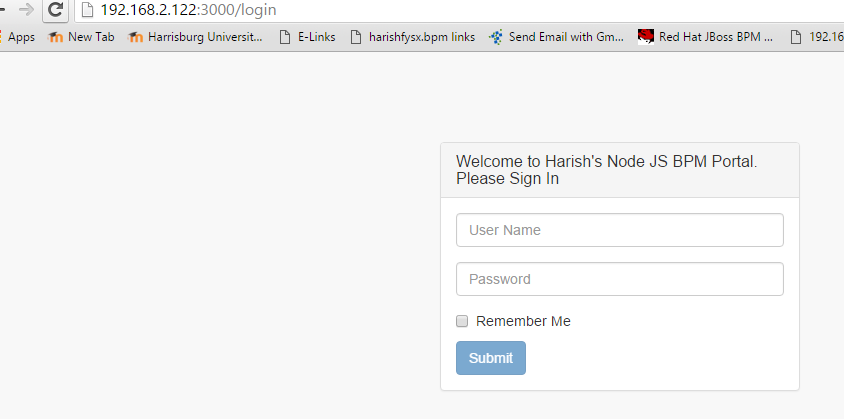 192.168.2.122:3000/login
Apps New Tab Harrisburg Universit... E-Links harishfysx.bpm links Send Email with Gm... Red Hat JBoss BPM ... 192.16
Welcome to Harish's Node JS BPM Portal.
Please Sign In
User Name
Password
Remember Me
Submit